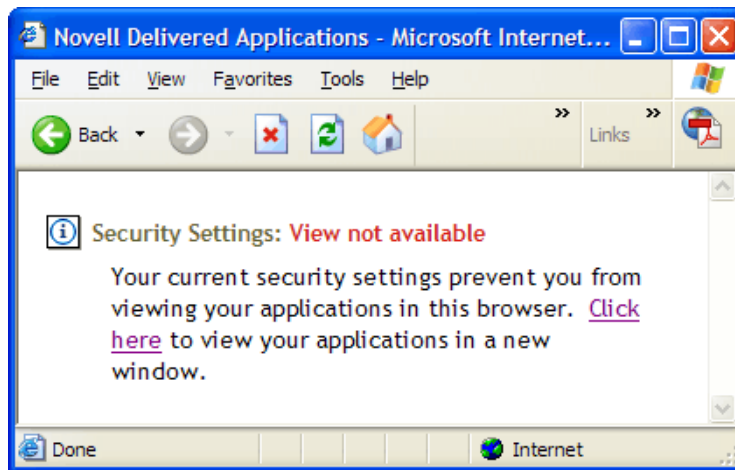 Novell Delivered Applications - Microsoft Internet...
File Edit View Favorites Tools Help
Back » Links »
Security Settings: View not available
Your current security settings prevent you from
viewing your applications in this browser. Click
here to view your applications in a new
window.
Done Internet